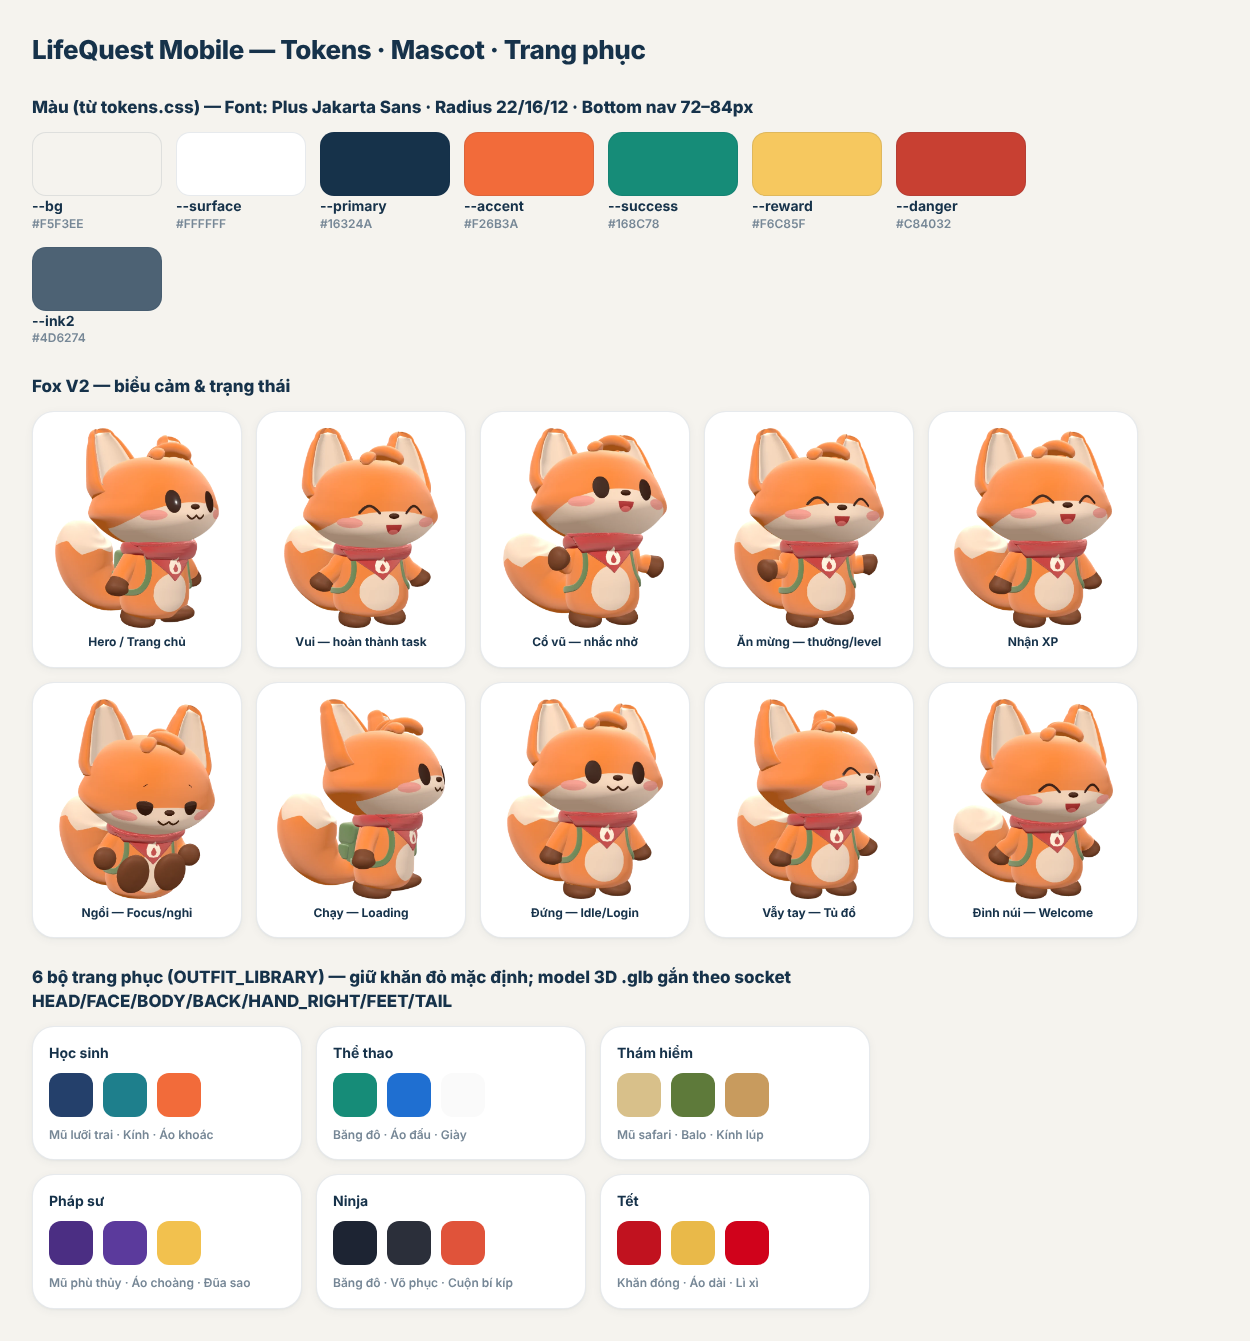 LifeQuest Mobile — Tokens · Mascot · Trang phục
Màu (từ tokens.css) — Font: Plus Jakarta Sans · Radius 22/16/12 · Bottom nav 72–84px
--bg
#F5F3EE
--surface
#FFFFFF
--primary
#16324A
--accent
#F26B3A
--success
#168C78
--reward
#F6C85F
--danger
#C84032
--ink2
#4D6274
Fox V2 — biểu cảm & trạng thái
Hero / Trang chủ
Vui — hoàn thành task
Cổ vũ — nhắc nhở
Ăn mừng — thưởng/level
Nhận XP
Ngồi — Focus/nghỉ
Chạy — Loading
Đứng — Idle/Login
Vẫy tay — Tủ đồ
Đỉnh núi — Welcome
6 bộ trang phục (OUTFIT_LIBRARY) — giữ khăn đỏ mặc định; model 3D .glb gắn theo socket
HEAD/FACE/BODY/BACK/HAND_RIGHT/FEET/TAIL
Học sinh
Mũ lưỡi trai · Kính · Áo khoác
Thể thao
Băng đô · Áo đấu · Giày
Thám hiểm
Mũ safari · Balo · Kính lúp
Pháp sư
Mũ phù thủy · Áo choàng · Đũa sao
Ninja
Băng đô · Võ phục · Cuộn bí kíp
Tết
Khăn đóng · Áo dài · Lì xì